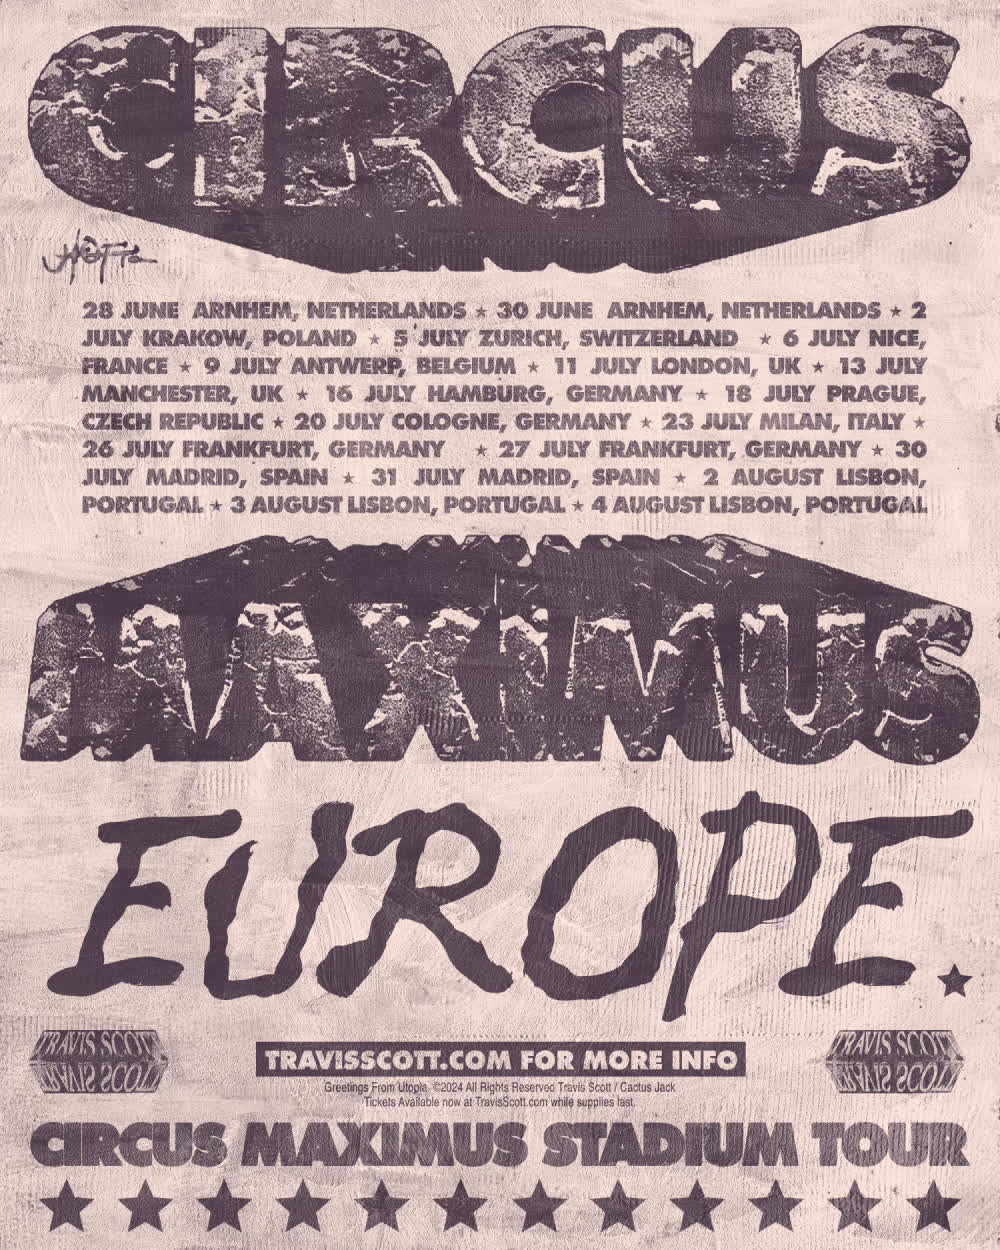 CIRCUS
UTOPIA
28 JUNE ARNHEM, NETHERLANDS ★ 30 JUNE ARNHEM, NETHERLANDS ★ 2
JULY KRAKOW, POLAND ★ 5 JULY ZURICH, SWITZERLAND ★ 6 JULY NICE,
FRANCE ★ 9 JULY ANTWERP, BELGIUM ★ 11 JULY LONDON, UK ★ 13 JULY
MANCHESTER, UK ★ 16 JULY HAMBURG, GERMANY ★ 18 JULY PRAGUE,
CZECH REPUBLIC ★ 20 JULY COLOGNE, GERMANY ★ 23 JULY MILAN, ITALY ★
26 JULY FRANKFURT, GERMANY ★ 27 JULY FRANKFURT, GERMANY ★ 30
JULY MADRID, SPAIN ★ 31 JULY MADRID, SPAIN ★ 2 AUGUST LISBON,
PORTUGAL ★ 3 AUGUST LISBON, PORTUGAL ★ 4 AUGUST LISBON, PORTUGAL
MAXIMUS
EUROPE.
TRAVIS SCOTT
TRAVIS SCOTT
TRAVISSCOTT.COM FOR MORE INFO
TRAVIS SCOTT
TRAVIS SCOTT
Greetings From Utopia ©2024 All Rights Reserved Travis Scott / Cactus Jack
Tickets Available now at TravisScott.com while supplies last.
CIRCUS MAXIMUS STADIUM TOUR